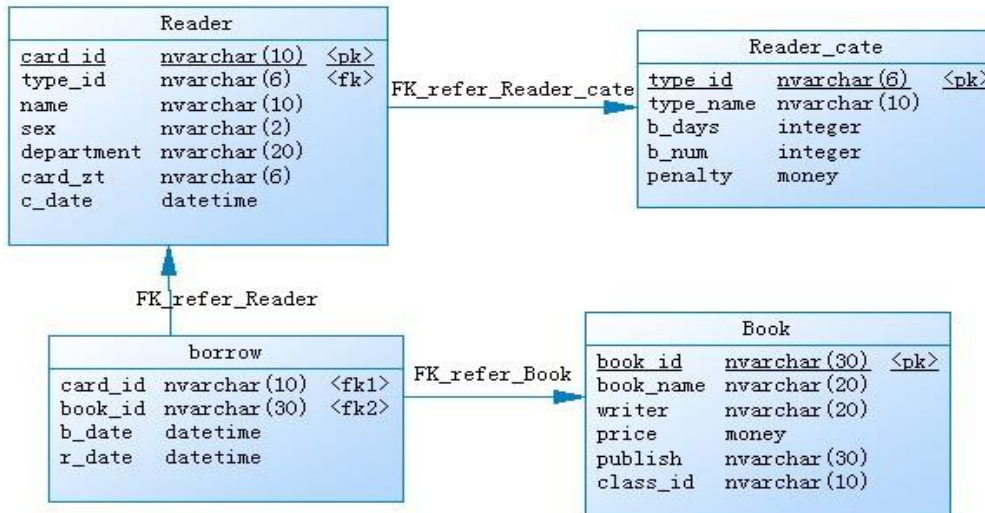 Reader
card_id nvarchar(10) <pk>
type_id nvarchar(6) <fk>
name nvarchar(10)
sex nvarchar(2)
department nvarchar(20)
card_zt nvarchar(6)
c_date datetime
FK_refer_Reader_cate
Reader_cate
type_id nvarchar(6) <pk>
type_name nvarchar(10)
b_days integer
b_num integer
penalty money
FK_refer_Reader
borrow
card_id nvarchar(10) <fk1>
book_id nvarchar(30) <fk2>
b_date datetime
r_date datetime
FK_refer_Book
Book
book_id nvarchar(30) <pk>
book_name nvarchar(20)
writer nvarchar(20)
price money
publish nvarchar(30)
class_id nvarchar(10)